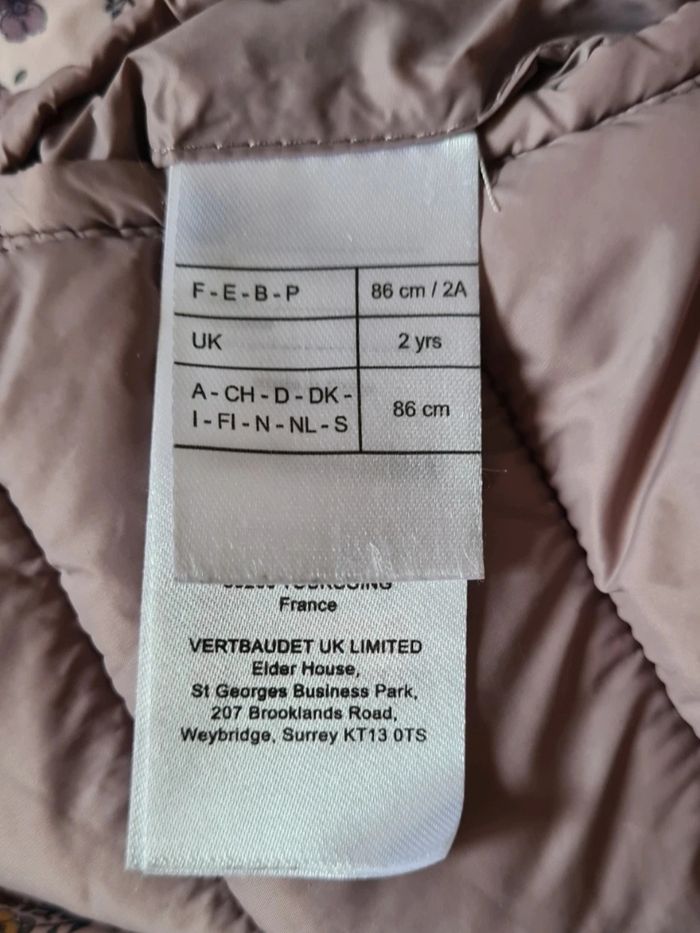 F - E - B - P 86 cm / 2A
UK 2 yrs
A - CH - D - DK -
I - FI - N - NL - S 86 cm
France
VERTBAUDET UK LIMITED
Elder House,
St Georges Business Park,
207 Brooklands Road,
Weybridge, Surrey KT13 0TS